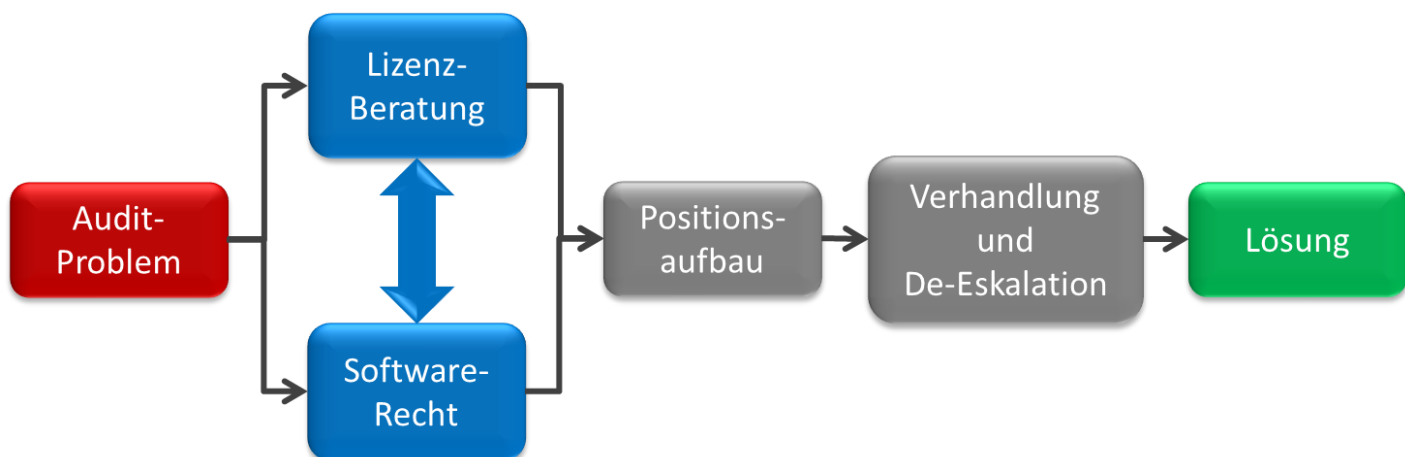 Audit-
Problem
Lizenz-
Beratung
Software-
Recht
Positions-
aufbau
Verhandlung
und
De-Eskalation
Lösung